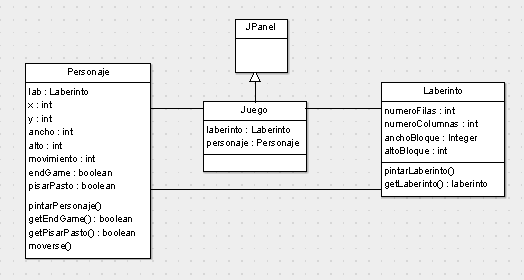 JPanel
Personaje
lab : Laberinto
x : int
y : int
ancho : int
alto : int
movimiento : int
endGame : boolean
pisarPasto : boolean
pintarPersonaje()
getEndGame() : boolean
getPisarPasto() : boolean
moverse()
Juego
laberinto : Laberinto
personaje : Personaje
Laberinto
numeroFilas : int
numeroColumnas : int
anchoBloque : Integer
altoBloque : int
pintarLaberinto()
getLaberinto() : laberinto